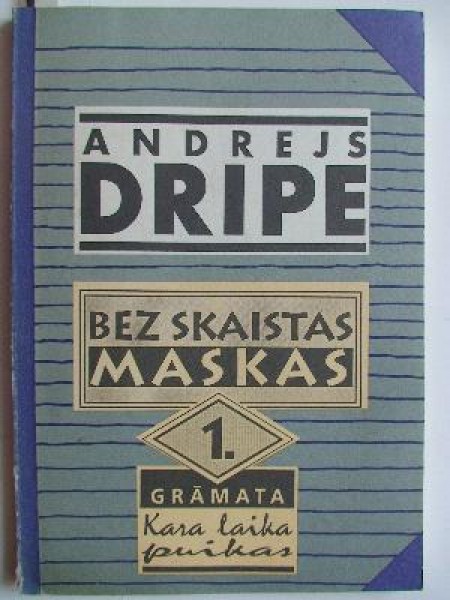 ANDREJS
DRIPE
BEZ SKAISTAS
MASKAS
1.
GRĀMATA
Kara laika
puikas